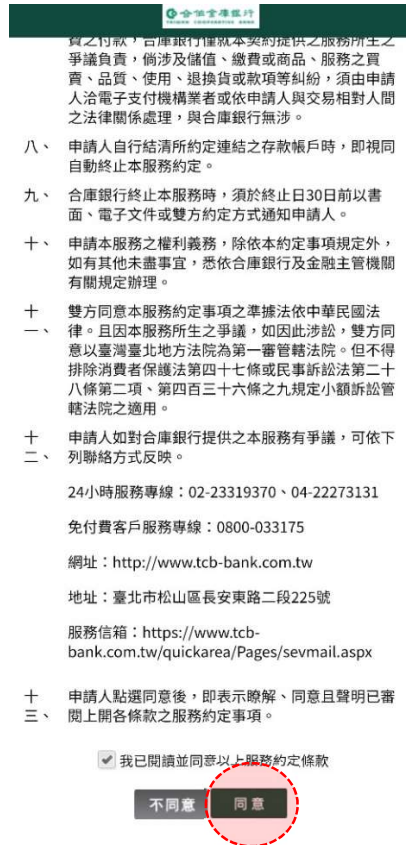 合作金庫銀行
費之付款，合庫銀行僅就本契約提供之服務所生之
爭議負責，倘涉及儲值、繳費或商品、服務之買
賣、品質、使用、退換貨或款項等糾紛，須由申請
人洽電子支付機構業者或依申請人與交易相對人間
之法律關係處理，與合庫銀行無涉。
八、 申請人自行結清所約定連結之存款帳戶時，即視同
自動終止本服務約定。
九、 合庫銀行終止本服務時，須於終止日30日前以書
面、電子文件或雙方約定方式通知申請人。
十、 申請本服務之權利義務，除依本約定事項規定外，
如有其他未盡事宜，悉依合庫銀行及金融主管機關
有關規定辦理。
十一、 雙方同意本服務約定事項之準據法依中華民國法
律。且因本服務所生之爭議，如因此涉訟，雙方同
意以臺灣臺北地方法院為第一審管轄法院。但不得
排除消費者保護法第四十七條或民事訴訟法第二十
八條第二項、第四百三十六條之九規定小額訴訟管
轄法院之適用。
十二、 申請人如對合庫銀行提供之本服務有爭議，可依下
列聯絡方式反映。
24小時服務專線：02-23319370、04-22273131
免付費客戶服務專線：0800-033175
網址：http://www.tcb-bank.com.tw
地址：臺北市松山區長安東路二段225號
服務信箱：https://www.tcb-
bank.com.tw/quickarea/Pages/sevmail.aspx
十三、 申請人點選同意後，即表示瞭解、同意且聲明已審
閱上開各條款之服務約定事項。
我已閱讀並同意以上服務約定條款
不同意 同意